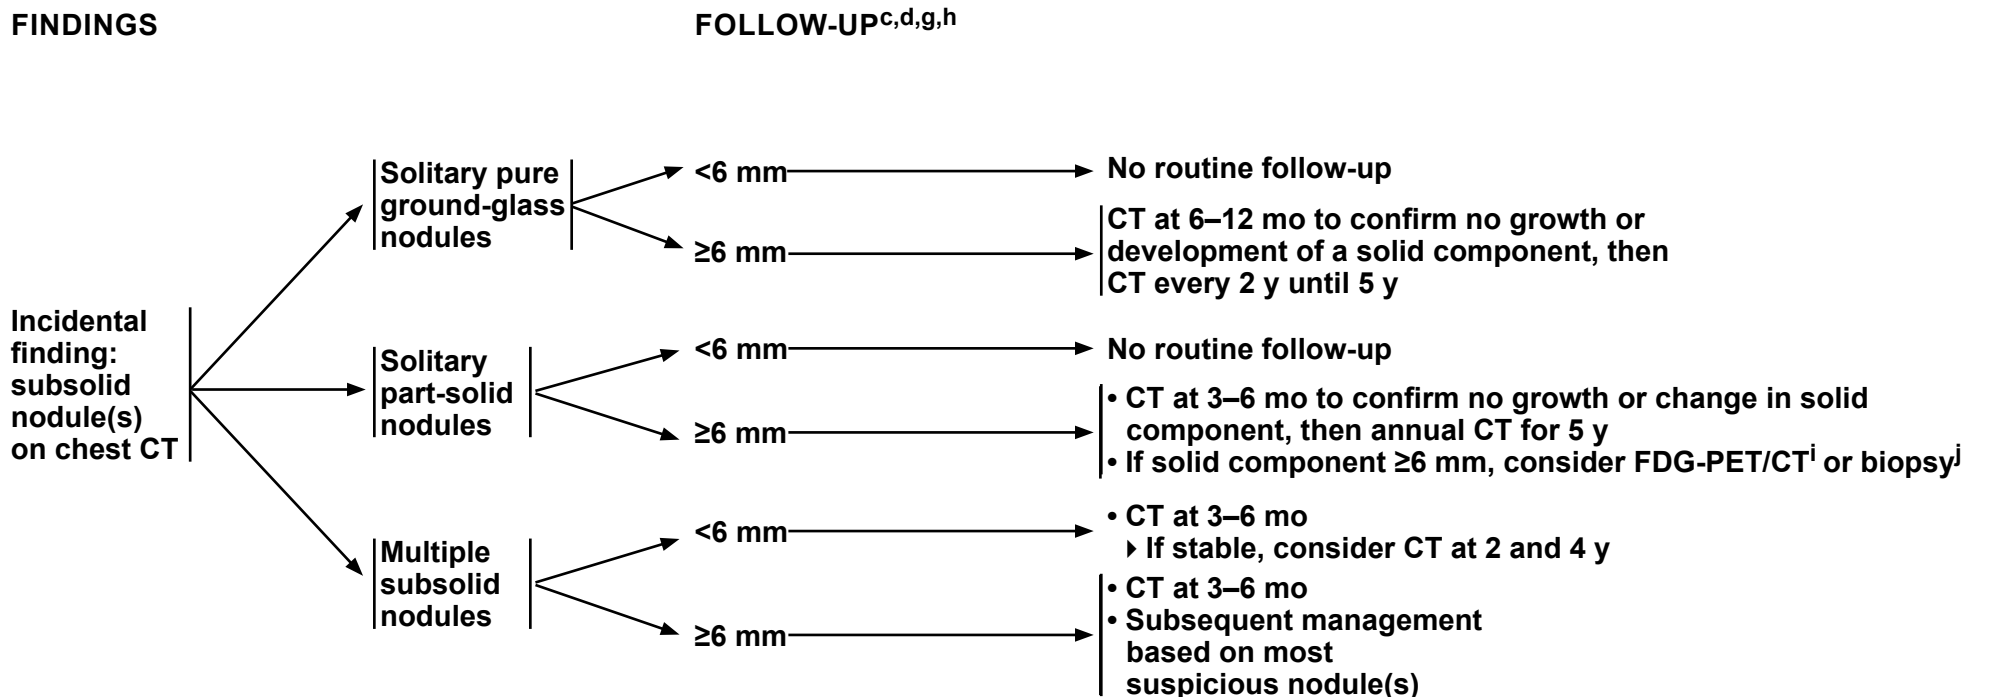 FINDINGS
FOLLOW-UPc,d,g,h
Incidental
finding:
subsolid
nodule(s)
on chest CT
Solitary pure
ground-glass
nodules
<6 mm
No routine follow-up
≥6 mm
CT at 6–12 mo to confirm no growth or
development of a solid component, then
CT every 2 y until 5 y
Solitary
part-solid
nodules
<6 mm
No routine follow-up
≥6 mm
• CT at 3–6 mo to confirm no growth or change in solid
component, then annual CT for 5 y
• If solid component ≥6 mm, consider FDG-PET/CTi or biopsyj
Multiple
subsolid
nodules
<6 mm
• CT at 3–6 mo
‣ If stable, consider CT at 2 and 4 y
≥6 mm
• CT at 3–6 mo
• Subsequent management
based on most
suspicious nodule(s)